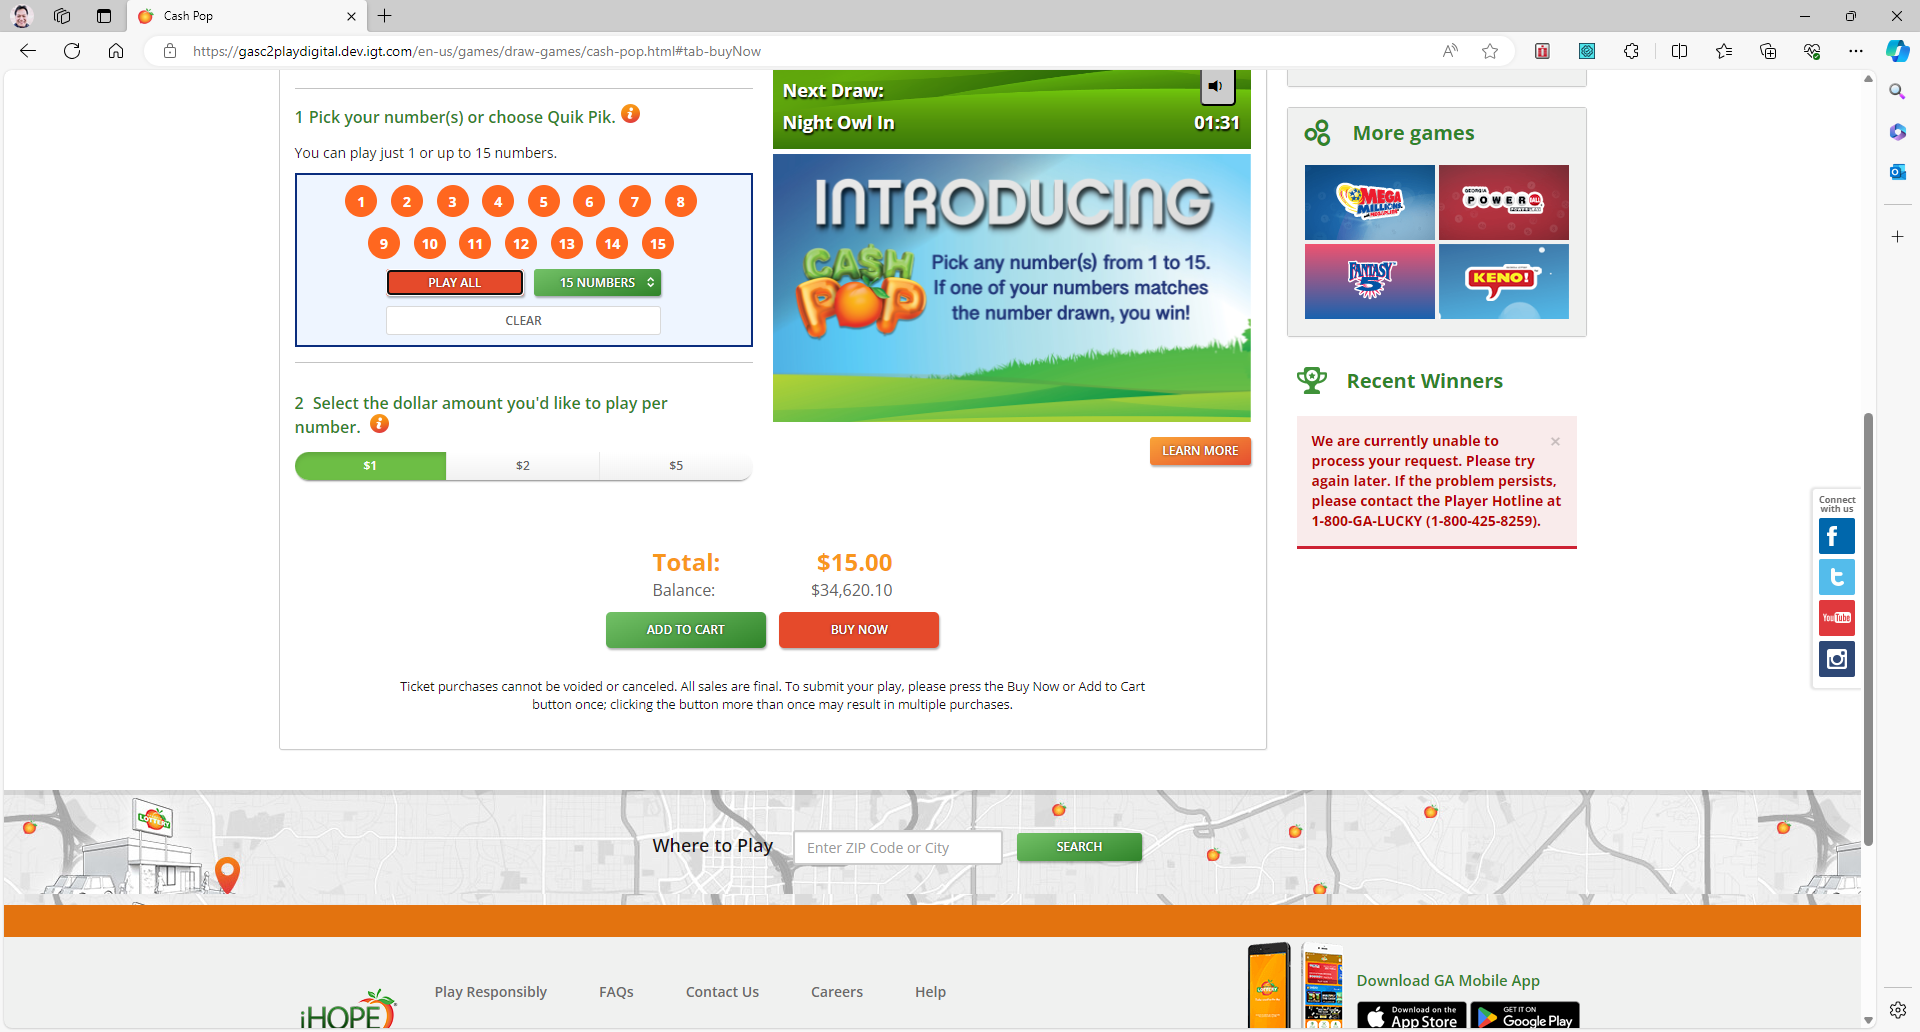 Cash Pop
https://gasc2playdigital.dev.igt.com/en-us/games/draw-games/cash-pop.html#tab-buyNow
1 Pick your number(s) or choose Quik Pik.
You can play just 1 or up to 15 numbers.
1 2 3 4 5 6 7 8
9 10 11 12 13 14 15
PLAY ALL
15 NUMBERS
CLEAR
2 Select the dollar amount you'd like to play per
number.
$1 $2 $5
Next Draw:
Night Owl In 01:31
INTRODUCING
CA$H
POP
Pick any number(s) from 1 to 15.
If one of your numbers matches
the number drawn, you win!
LEARN MORE
Total: $15.00
Balance: $34,620.10
ADD TO CART
BUY NOW
Ticket purchases cannot be voided or canceled. All sales are final. To submit your play, please press the Buy Now or Add to Cart
button once; clicking the button more than once may result in multiple purchases.
More games
MEGA
MILLIONS
GEORGIA
POWERBALL
FANTASY
5
KENO!
Recent Winners
We are currently unable to
process your request. Please try
again later. If the problem persists,
please contact the Player Hotline at
1-800-GA-LUCKY (1-800-425-8259).
Connect
with us
YouTube
LOTTERY
Where to Play
Enter ZIP Code or City
SEARCH
iHOPE
Play Responsibly
FAQs
Contact Us
Careers
Help
Download GA Mobile App
Download on the
App Store
GET IT ON
Google Play